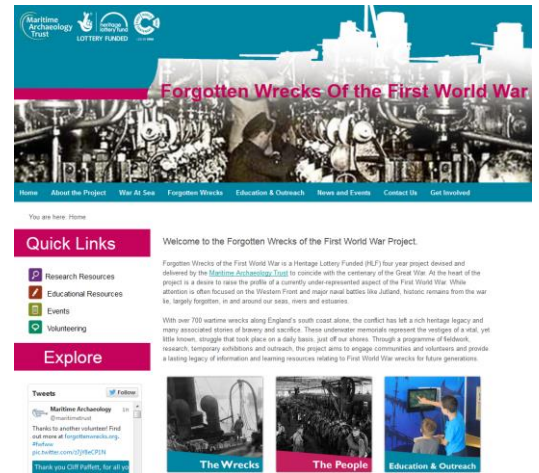 Maritime
Archaeology
Trust
LOTTERY FUNDED
heritage
lottery fund
Forgotten Wrecks Of the First World War
Home About the Project War At Sea Forgotten Wrecks Education & Outreach News and Events Contact Us Get Involved
You are here: Home
Quick Links
Research Resources
Educational Resources
Events
Volunteering
Explore
Tweets
Follow
Maritime Archaeology
@maritimetrust
Thanks to another volunteer! Find
out more at forgottenwrecks.org.
Thank you Cliff Paffett, for all yo
Welcome to the Forgotten Wrecks of the First World War Project.
Forgotten Wrecks of the First World War is a Heritage Lottery Funded (HLF) four year project devised and
delivered by the Maritime Archaeology Trust to coincide with the centenary of the Great War. At the heart of the
project is a desire to raise the profile of a currently under-represented aspect of the First World War. While
attention is often focused on the Western Front and major naval battles like Jutland, historic remains from the war
lie, largely forgotten, in and around our seas, rivers and estuaries.
With over 700 wartime wrecks along England's south coast alone, the conflict has left a rich heritage legacy and
many associated stories of bravery and sacrifice. These underwater memorials represent the vestiges of a vital, yet
little known, struggle that took place on a daily basis, just off our shores. Through a programme of fieldwork,
research, temporary exhibitions and outreach, the project aims to engage communities and volunteers and provide
a lasting legacy of information and learning resources relating to First World War wrecks for future generations.
The Wrecks
The People
Education & Outreach